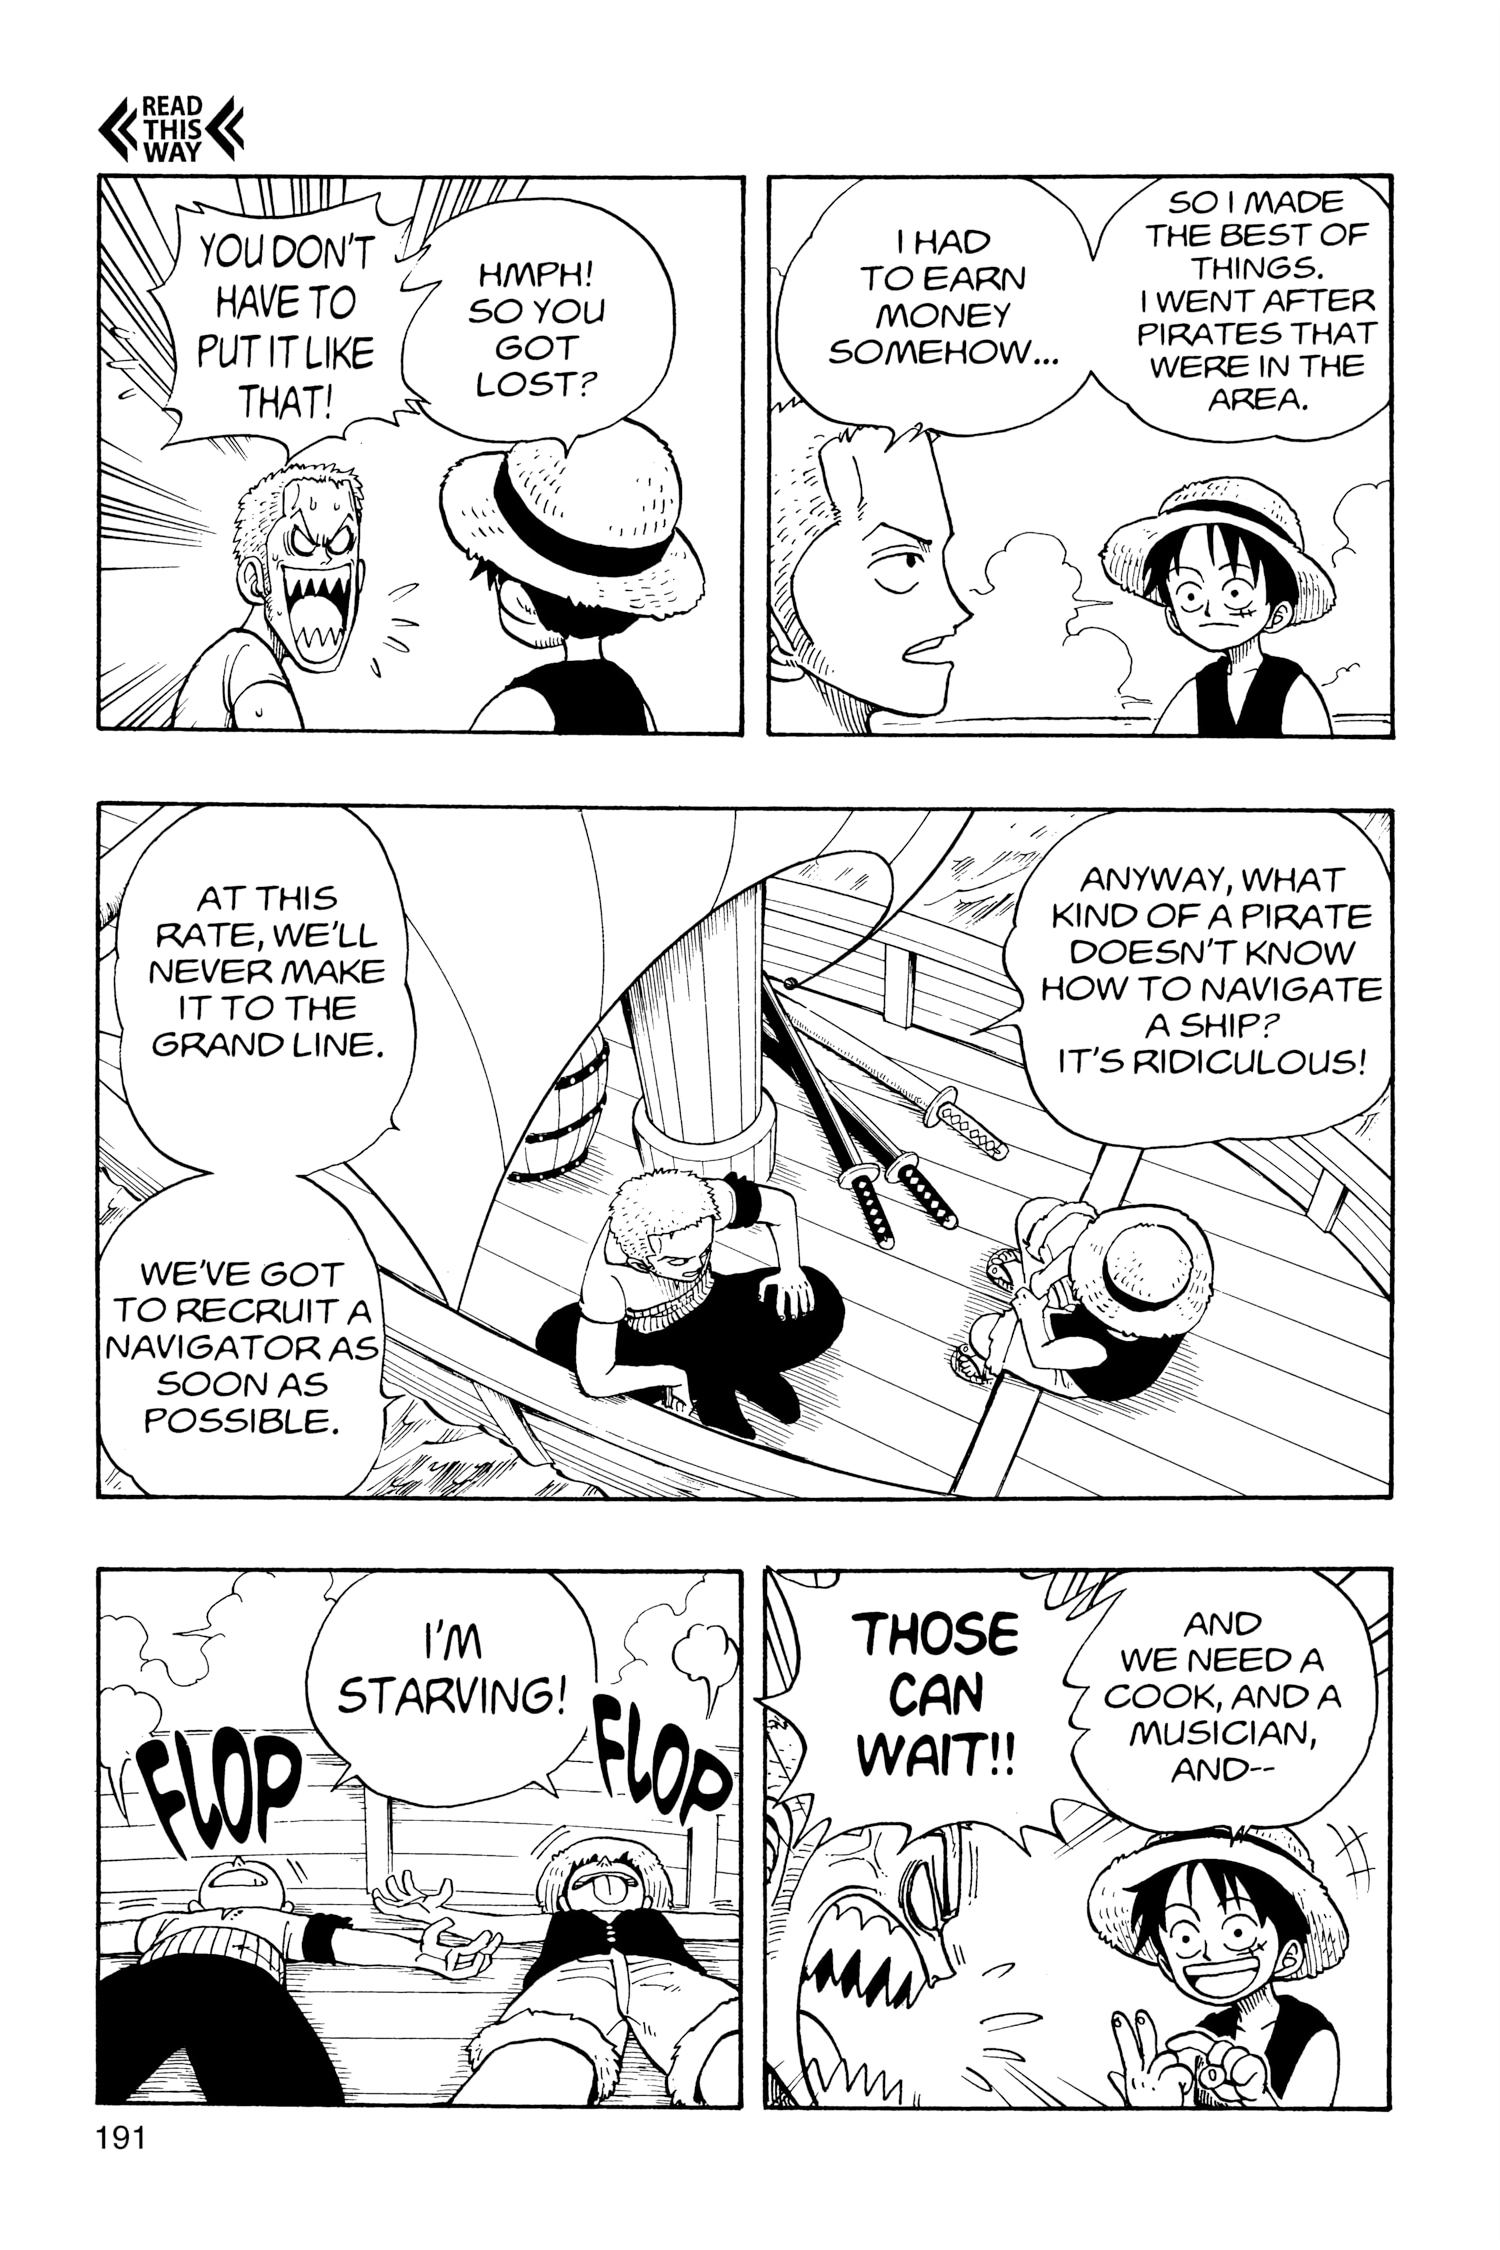 READ
THIS
WAY
SO I MADE
THE BEST OF
THINGS.
I WENT AFTER
PIRATES THAT
WERE IN THE
AREA.
I HAD
TO EARN
MONEY
SOMEHOW...
HMPH!
SO YOU
GOT
LOST?
YOU DON'T
HAVE TO
PUT IT LIKE
THAT!
ANYWAY, WHAT
KIND OF A PIRATE
DOESN'T KNOW
HOW TO NAVIGATE
A SHIP?
IT'S RIDICULOUS!
AT THIS
RATE, WE'LL
NEVER MAKE
IT TO THE
GRAND LINE.
WE'VE GOT
TO RECRUIT A
NAVIGATOR AS
SOON AS
POSSIBLE.
AND
WE NEED A
COOK, AND A
MUSICIAN,
AND--
THOSE
CAN
WAIT!!
I'M
STARVING!
FLOP
FLOP
191